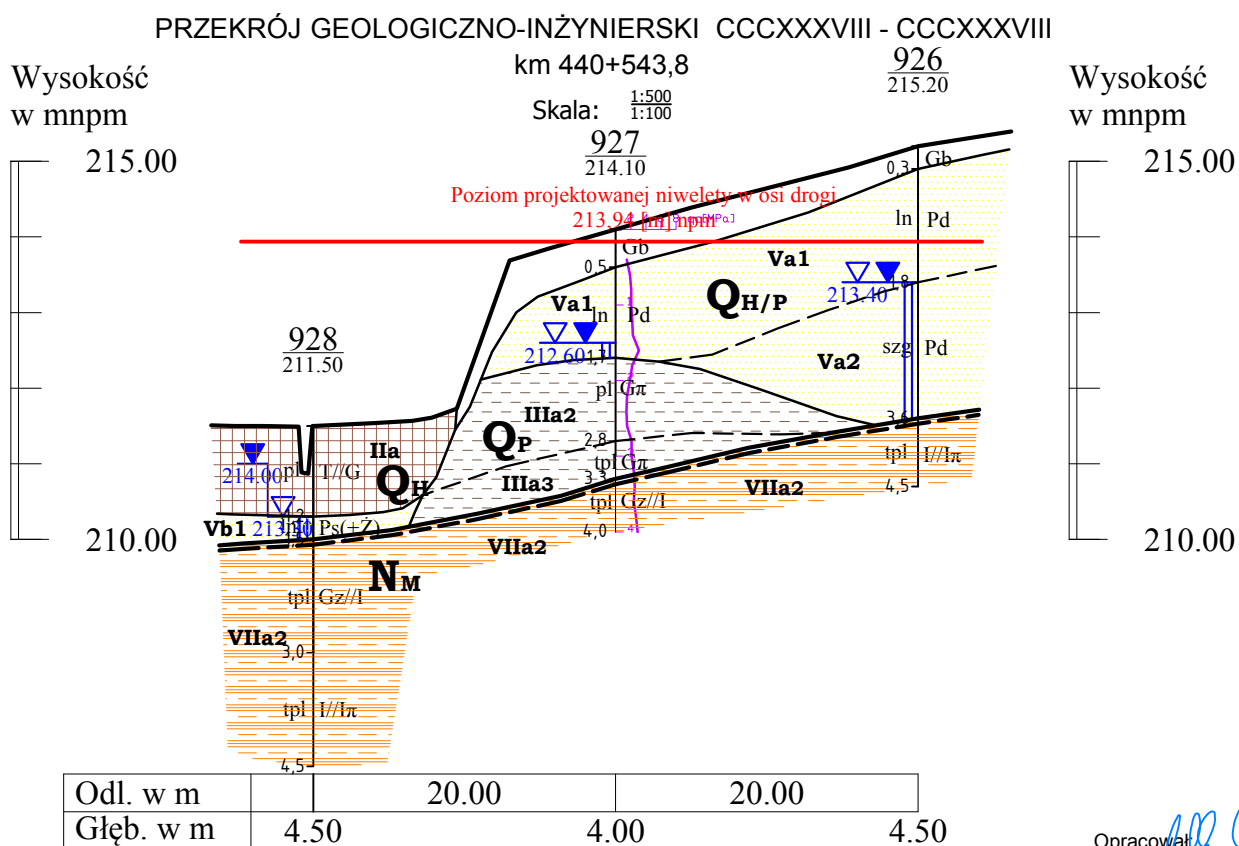 PRZEKRÓJ GEOLOGICZNO-INŻYNIERSKI CCCXXXVIII - CCCXXXVIII
km 440+543,8
Skala: 1:500
1:100
Wysokość
w mnpm
Wysokość
w mnpm
926
215.20
927
214.10
928
211.50
215.00
215.00
210.00
210.00
Poziom projektowanej niwelety w osi drogi
213,94 [m] npm
0,3 Gb
ln Pd
1,8
szg Pd
3,6
tpl I//Iπ
4,5
Gb
0,5
ln Pd
1,7
pl Gπ
2,8
tpl Gπ
3,3
tpl Gz//I
4,0
pl T//G
ln Ps(+Ż)
tpl Gz//I
3,0
tpl I//Iπ
4,5
Va1
Va1
QH/P
213.40
212.60
Va2
IIIa2
QP
IIIa3
IIa
QH
214.00
Vb1
VIIa2
VIIa2
NM
VIIa2
Odl. w m 20.00 20.00
Głęb. w m 4.50 4.00 4.50
Opracował: